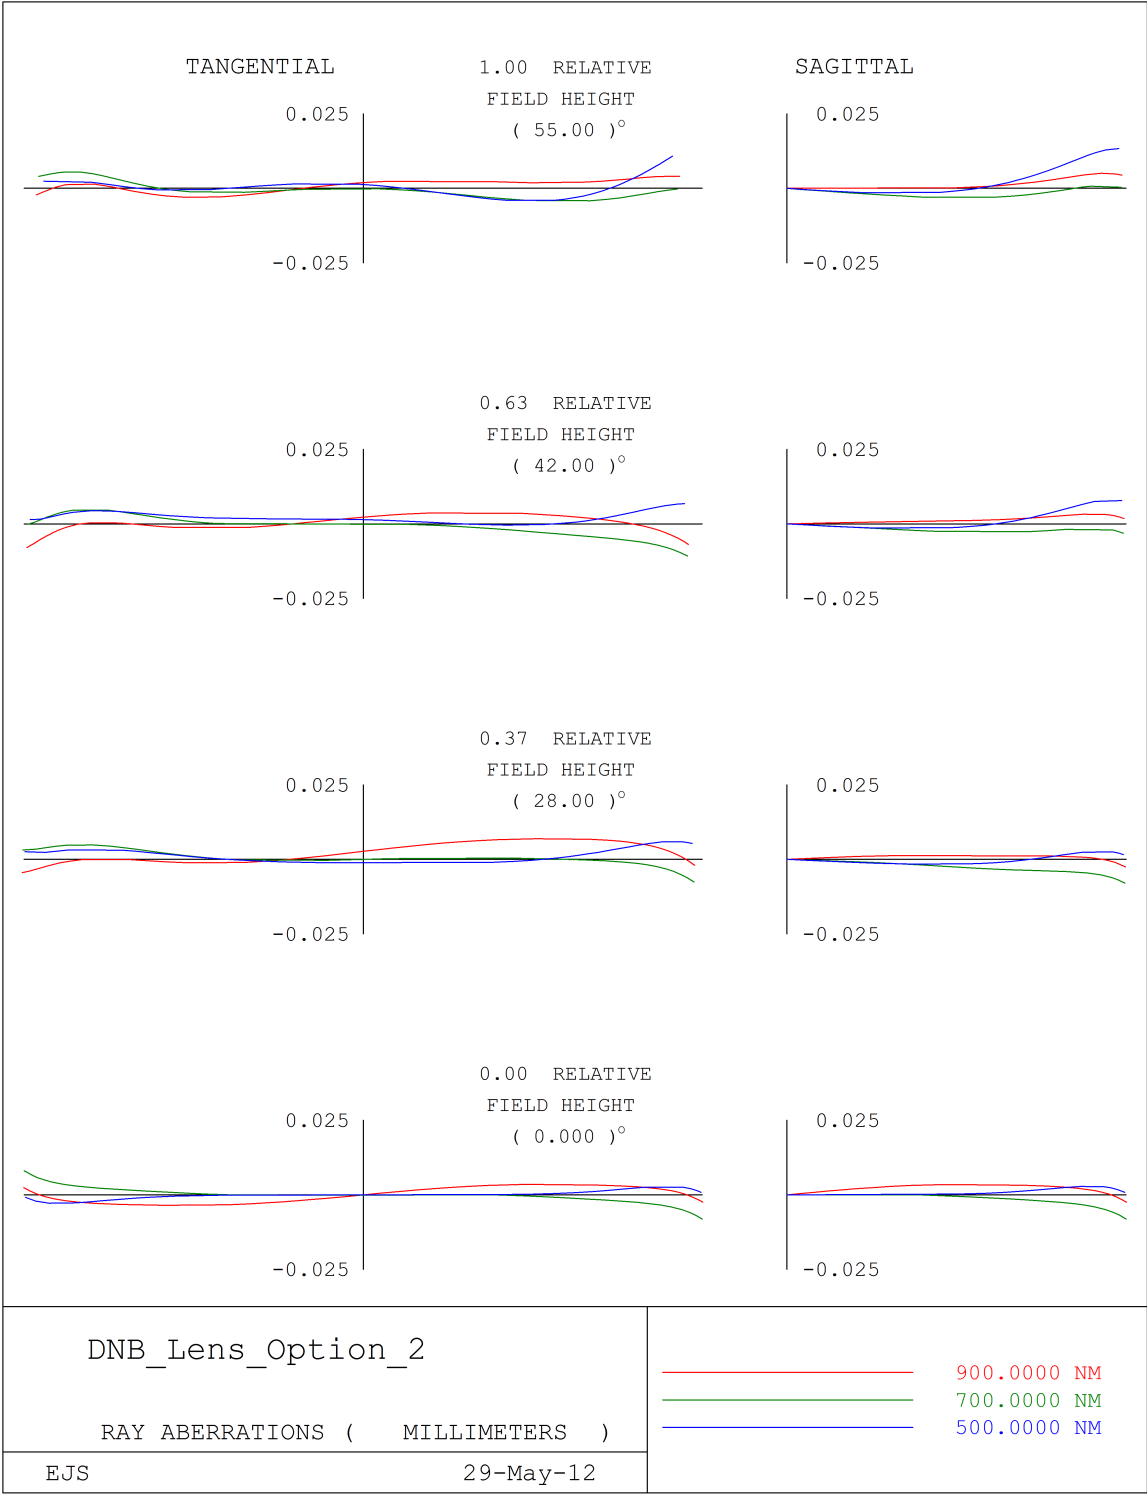 TANGENTIAL 1.00 RELATIVE SAGITTAL
FIELD HEIGHT
( 55.00 )°
0.025 0.025
-0.025 -0.025
0.63 RELATIVE
FIELD HEIGHT
( 42.00 )°
0.025 0.025
-0.025 -0.025
0.37 RELATIVE
FIELD HEIGHT
( 28.00 )°
0.025 0.025
-0.025 -0.025
0.00 RELATIVE
FIELD HEIGHT
( 0.000 )°
0.025 0.025
-0.025 -0.025
DNB_Lens_Option_2
RAY ABERRATIONS ( MILLIMETERS )
EJS 29-May-12
900.0000 NM
700.0000 NM
500.0000 NM